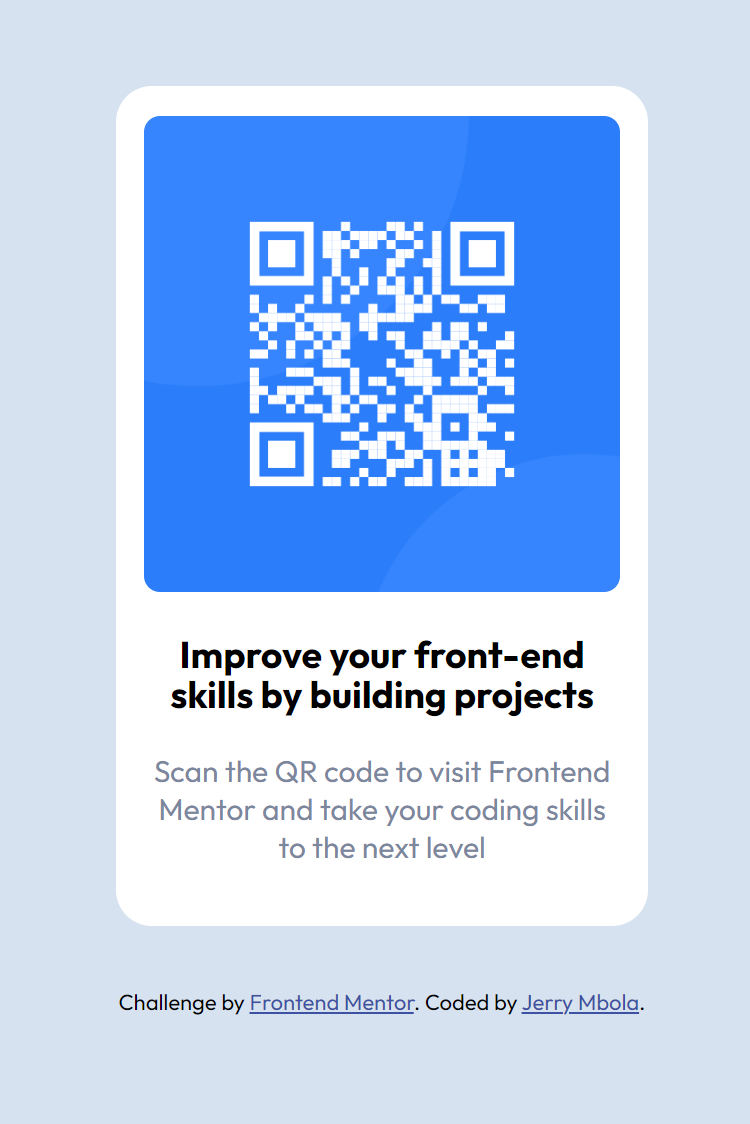 Improve your front-end
skills by building projects
Scan the QR code to visit Frontend
Mentor and take your coding skills
to the next level
Challenge by Frontend Mentor. Coded by Jerry Mbola.